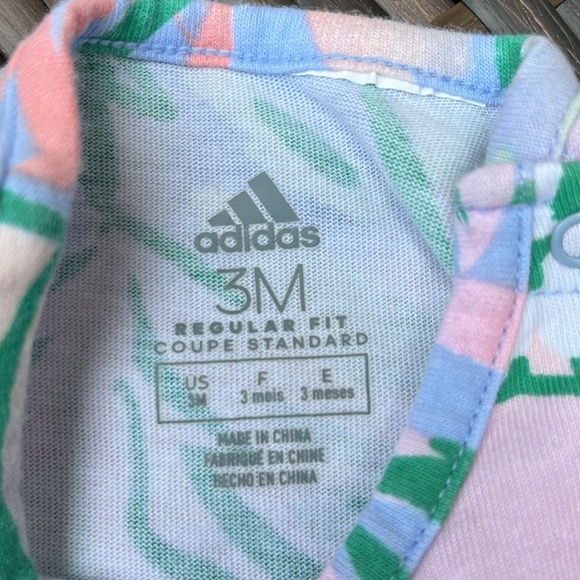 adidas
3M
REGULAR FIT
COUPE STANDARD
US F E
3M 3 mois 3 meses
MADE IN CHINA
FABRIQUÉ EN CHINE
HECHO EN CHINA